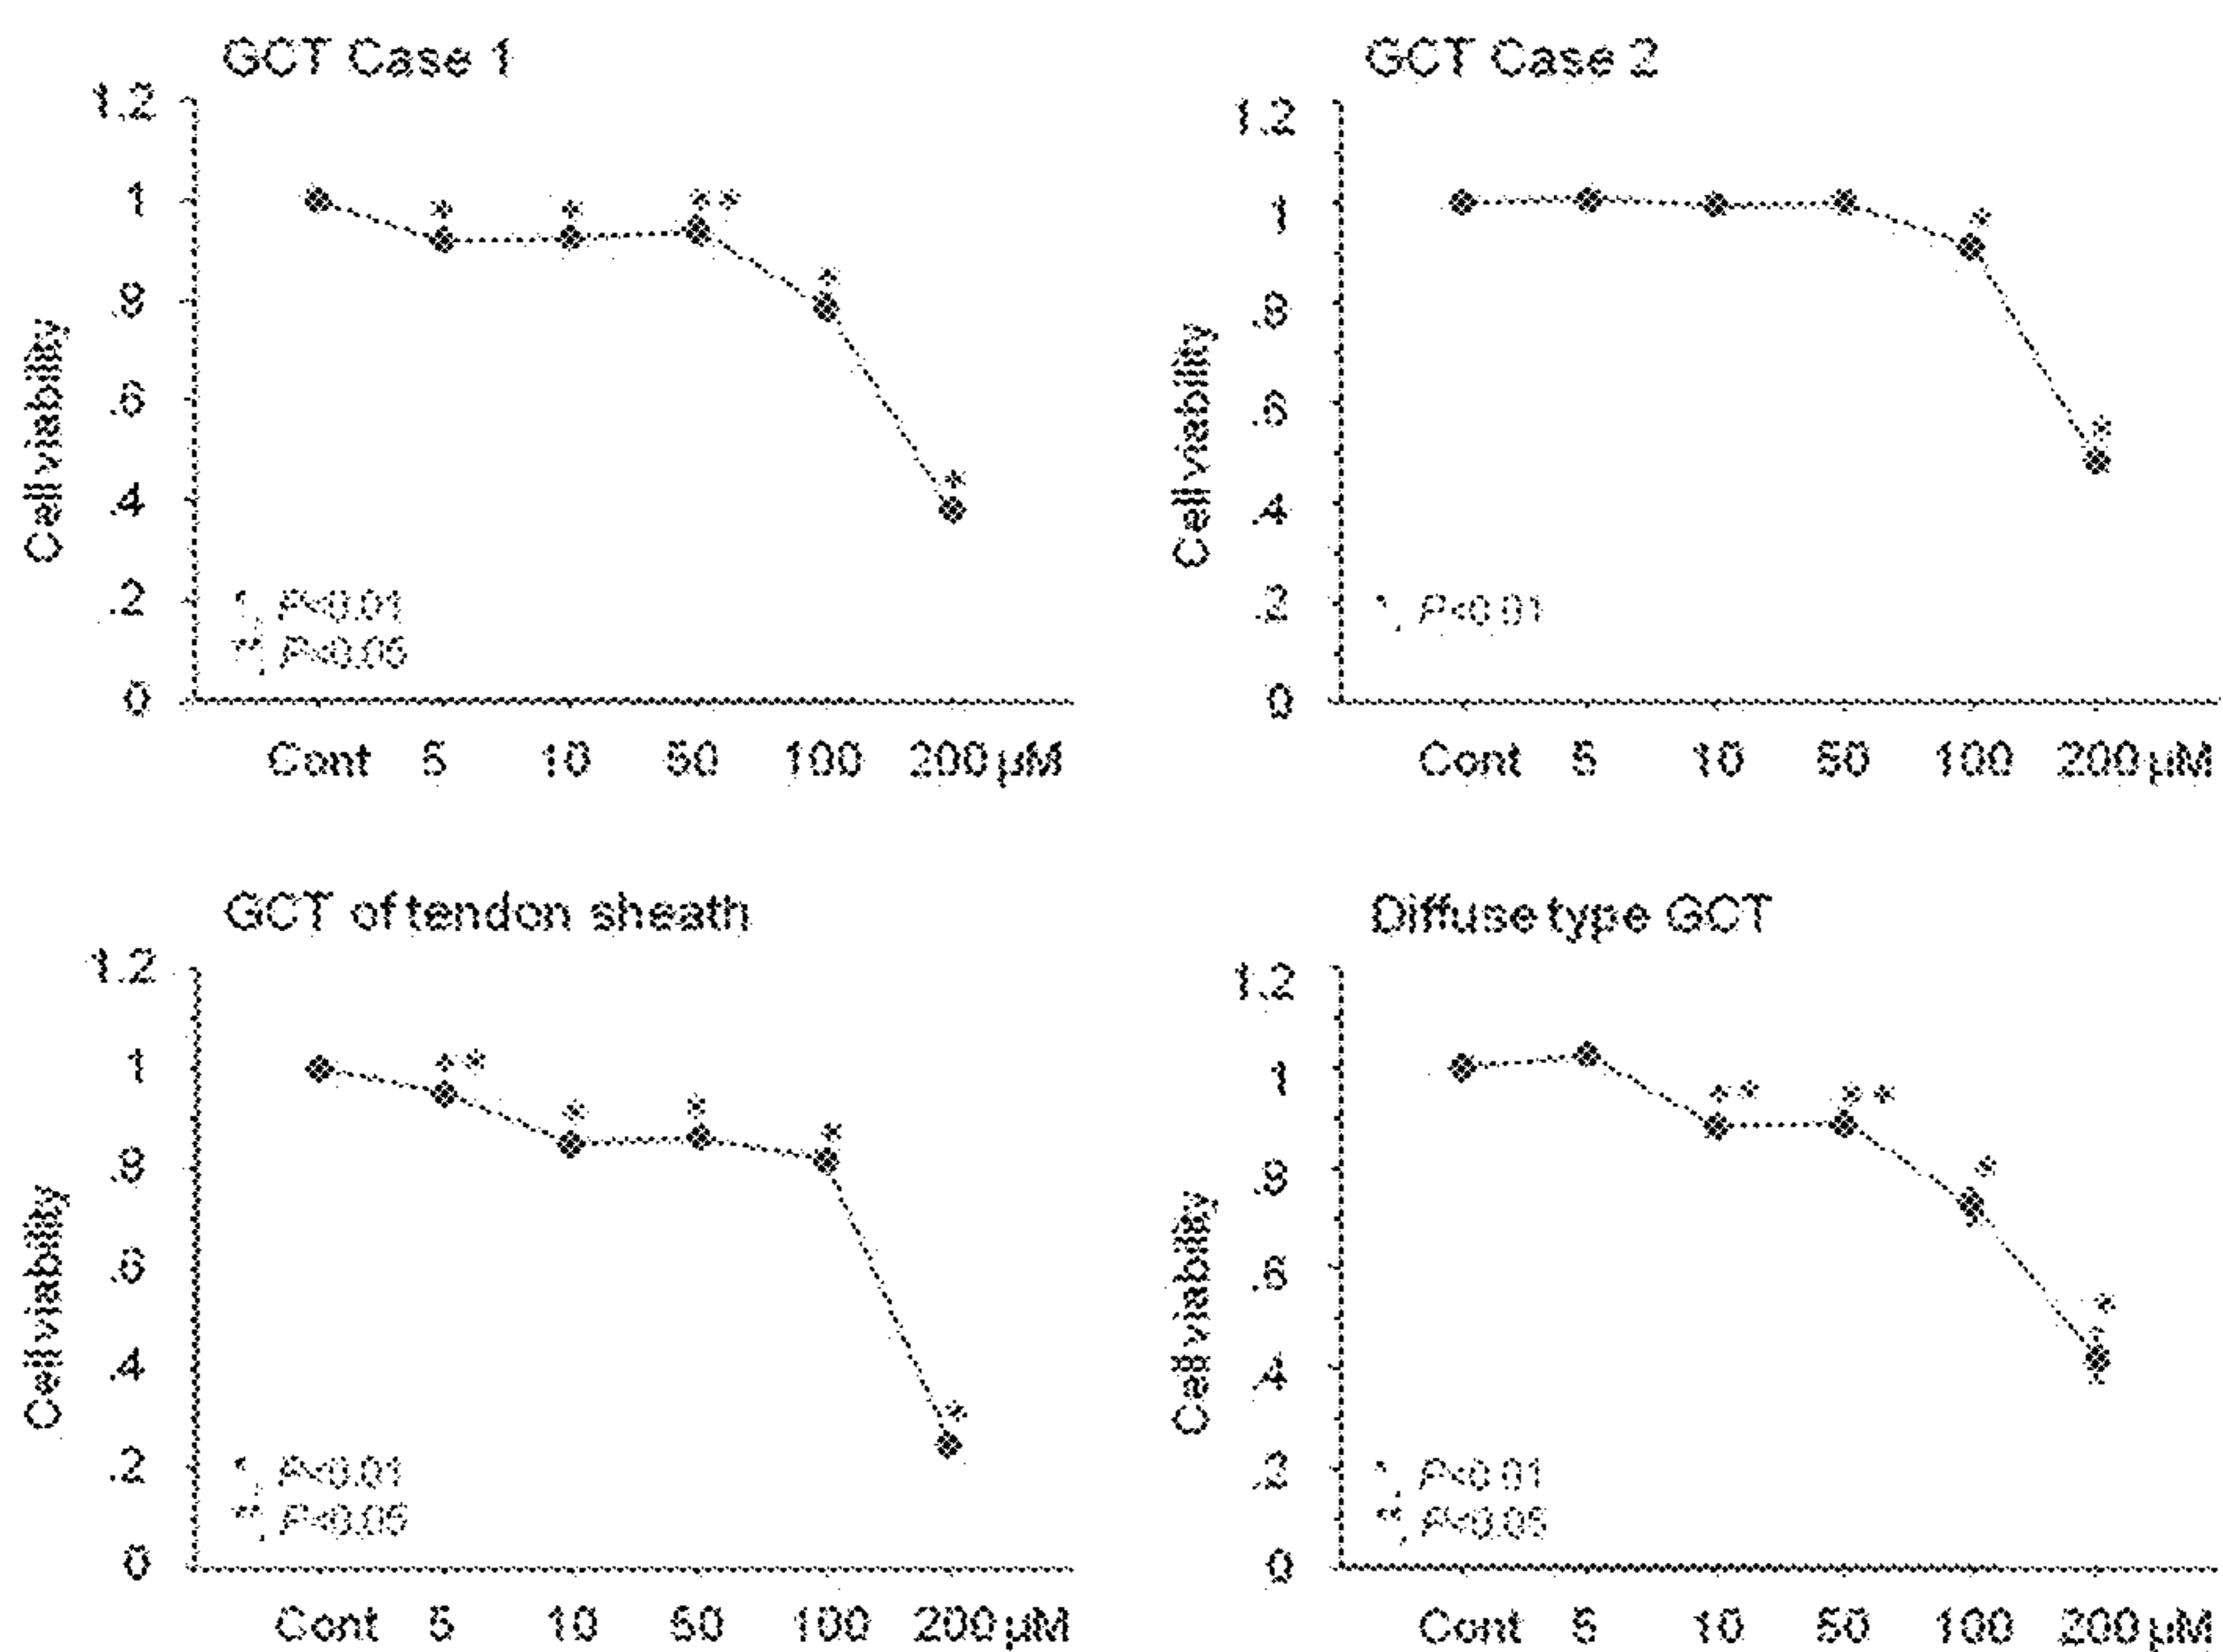 GCT Case 1
1.2
1
.8
.6
.4
.2
0
Cell viability
* * ** * *
*, P<0.01
**, P<0.05
Cont 5 10 50 100 200 μM
GCT Case 2
1.2
1
.8
.6
.4
.2
0
Cell viability
* *
*, P<0.01
Cont 5 10 50 100 200 μM
GCT of tendon sheath
1.2
1
.8
.6
.4
.2
0
Cell viability
** * * * *
*, P<0.01
**, P<0.05
Cont 5 10 50 100 200 μM
Diffuse type GCT
1.2
1
.8
.6
.4
.2
0
Cell viability
** ** * *
*, P<0.01
**, P<0.05
Cont 5 10 50 100 200 μM